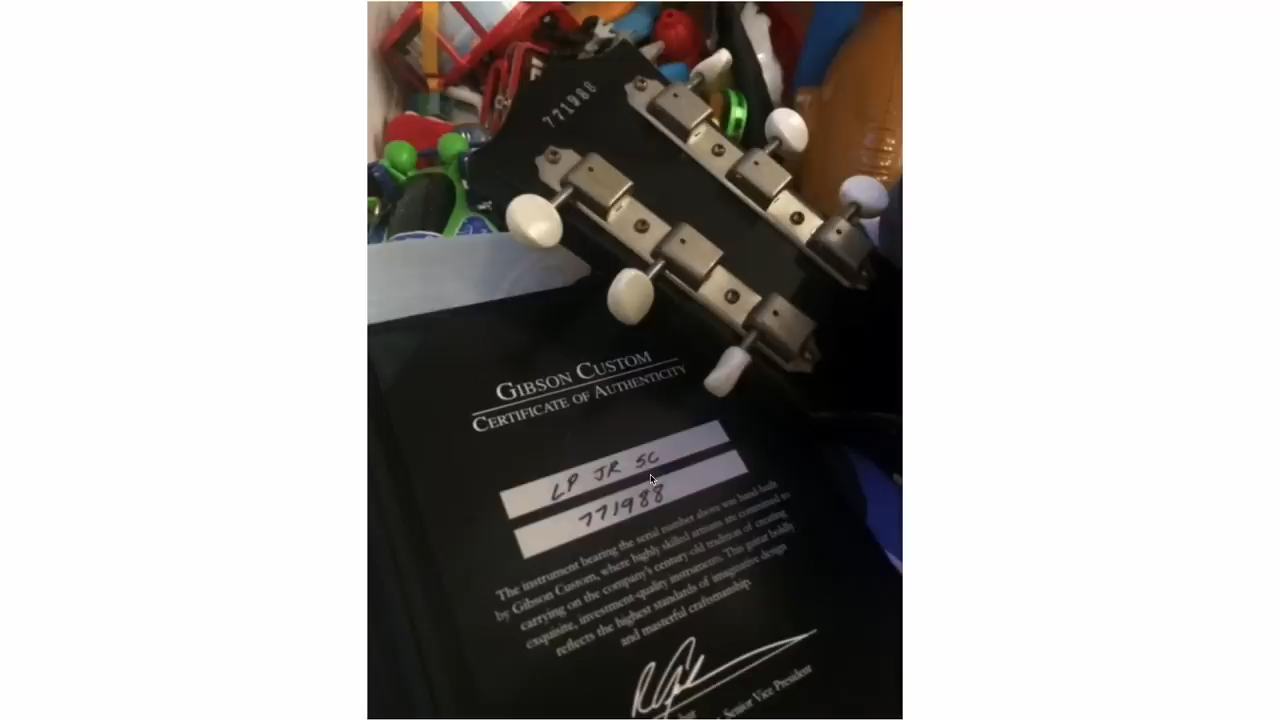 771988
GIBSON CUSTOM
CERTIFICATE OF AUTHENTICITY
LP JR SC
771988
The instrument bearing the serial number above was hand-built
by Gibson Custom, where highly skilled artisans are committed to
carrying on the company's century-old tradition of creating
exquisite, investment-quality instruments. This guitar boldly
reflects the highest standards of imaginative design
and masterful craftsmanship.
Senior Vice President